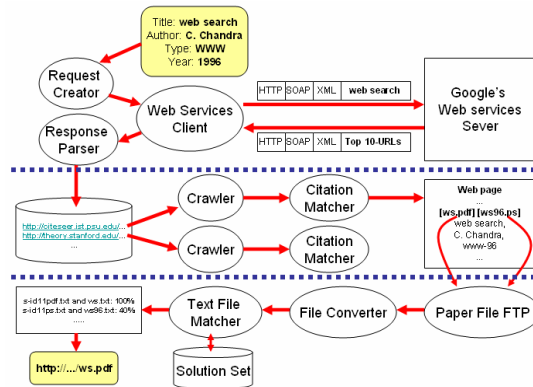 Title: web search
Author: C. Chandra
Type: WWW
Year: 1996
Request
Creator
Web Services
Client
Response
Parser
HTTP SOAP XML web search
HTTP SOAP XML Top 10-URLs
Google's
Web services
Sever
http://citeseer.ist.psu.edu/...
http://theory.stanford.edu/...
...
Crawler
Citation
Matcher
Crawler
Citation
Matcher
Web page
...
[ws.pdf] [ws96.ps]
web search,
C. Chandra,
www-96
...
s-id11pdf.txt and ws.txt: 100%
s-id11ps.txt and ws96.txt: 40%
.....
Text File
Matcher
File Converter
Paper File FTP
Solution Set
http://.../ws.pdf